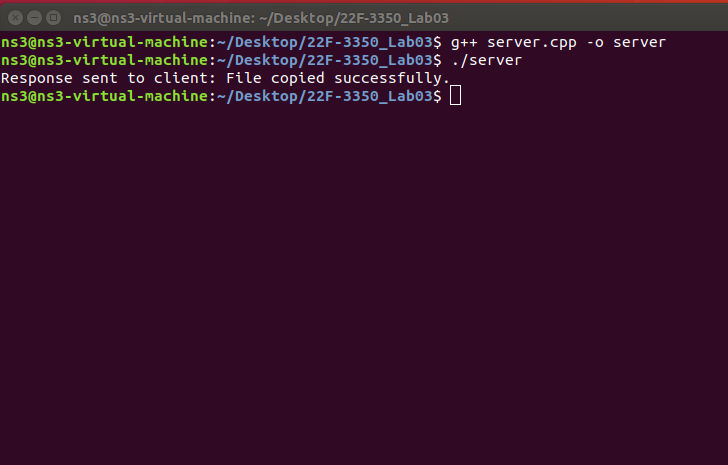 ns3@ns3-virtual-machine: ~/Desktop/22F-3350_Lab03
ns3@ns3-virtual-machine:~/Desktop/22F-3350_Lab03$ g++ server.cpp -o server
ns3@ns3-virtual-machine:~/Desktop/22F-3350_Lab03$ ./server
Response sent to client: File copied successfully.
ns3@ns3-virtual-machine:~/Desktop/22F-3350_Lab03$